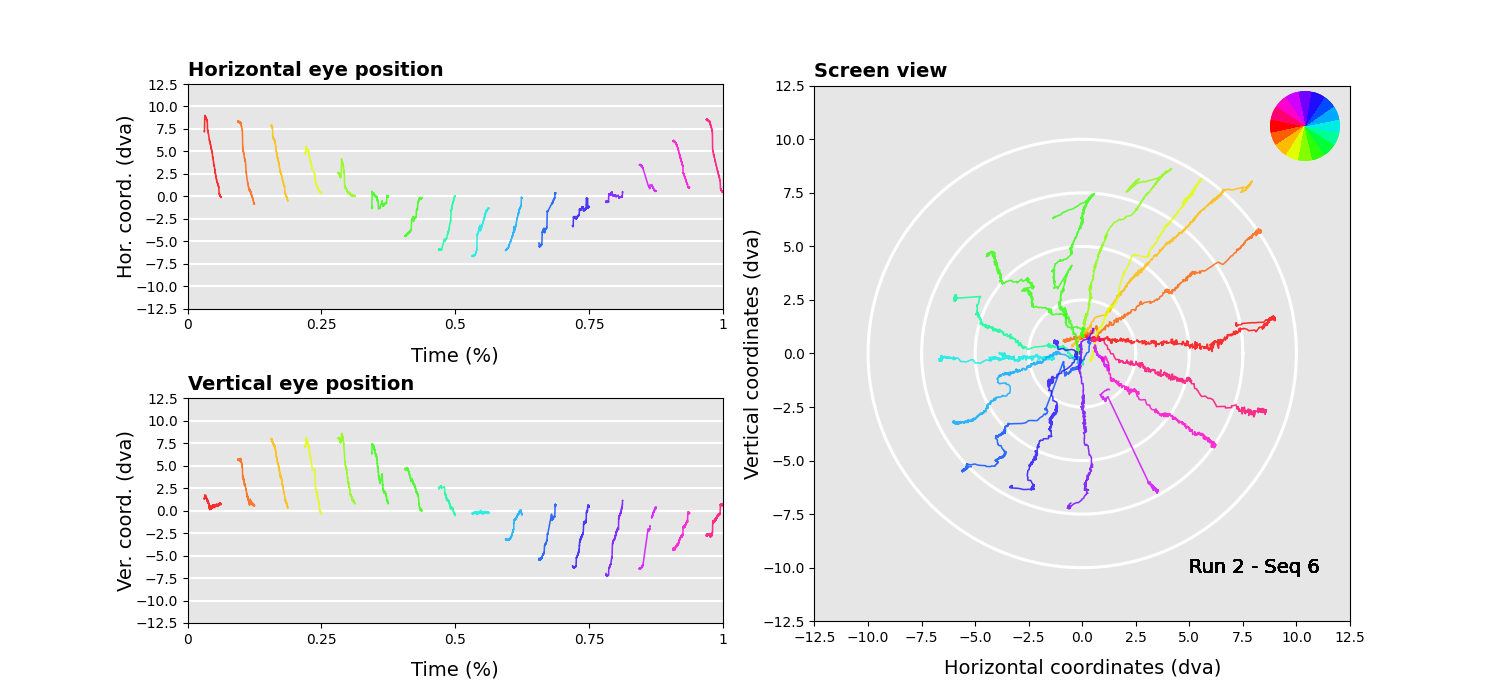 Horizontal eye position
12.5
10.0
7.5
5.0
2.5
0.0
−2.5
−5.0
−7.5
−10.0
−12.5
Hor. coord. (dva)
0 0.25 0.5 0.75 1
Time (%)
Vertical eye position
12.5
10.0
7.5
5.0
2.5
0.0
−2.5
−5.0
−7.5
−10.0
−12.5
Ver. coord. (dva)
0 0.25 0.5 0.75 1
Time (%)
Screen view
12.5
10.0
7.5
5.0
2.5
0.0
−2.5
−5.0
−7.5
−10.0
−12.5
Vertical coordinates (dva)
Run 2 - Seq 6
−12.5 −10.0 −7.5 −5.0 −2.5 0.0 2.5 5.0 7.5 10.0 12.5
Horizontal coordinates (dva)